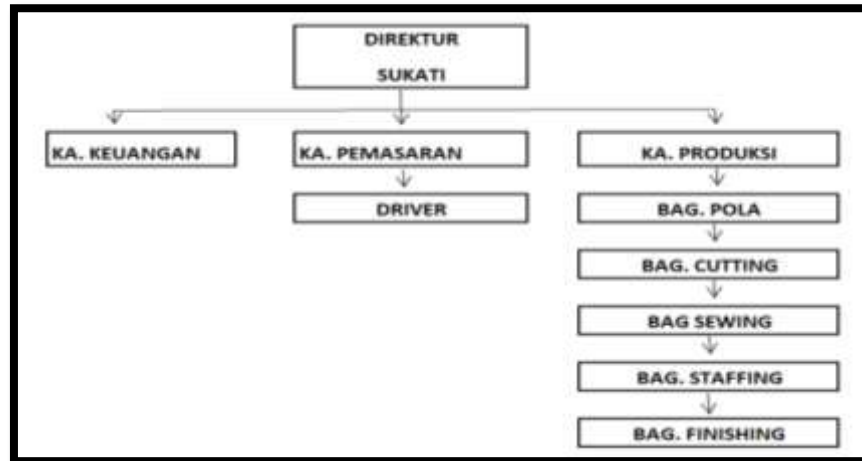 DIREKTUR
SUKATI
KA. KEUANGAN
KA. PEMASARAN
KA. PRODUKSI
DRIVER
BAG. POLA
BAG. CUTTING
BAG SEWING
BAG. STAFFING
BAG. FINISHING